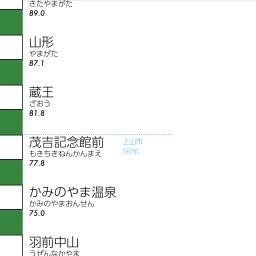 きたやまがた
89.0
山形
やまがた
87.1
蔵王
ざおう
81.8
茂吉記念館前
もきちきねんかんまえ
77.8
上山市
かみのやま温泉
かみのやまおんせん
75.0
羽前中山
うぜんなかやま